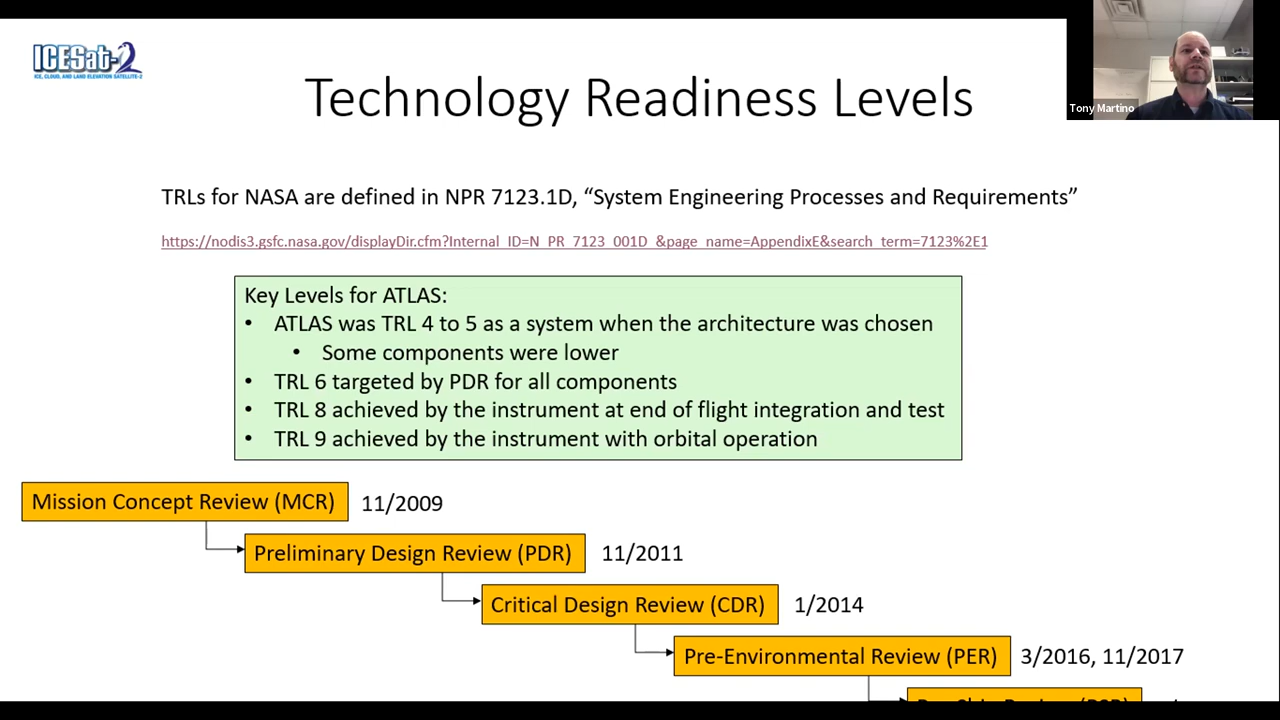 ICESat-2
ICE, CLOUD, AND LAND ELEVATION SATELLITE-2
Technology Readiness Levels
Tony Martino
TRLs for NASA are defined in NPR 7123.1D, “System Engineering Processes and Requirements”
https://nodis3.gsfc.nasa.gov/displayDir.cfm?Internal_ID=N_PR_7123_001D_&page_name=AppendixE&search_term=7123%2E1
Key Levels for ATLAS:
• ATLAS was TRL 4 to 5 as a system when the architecture was chosen
• Some components were lower
• TRL 6 targeted by PDR for all components
• TRL 8 achieved by the instrument at end of flight integration and test
• TRL 9 achieved by the instrument with orbital operation
Mission Concept Review (MCR) 11/2009
Preliminary Design Review (PDR) 11/2011
Critical Design Review (CDR) 1/2014
Pre-Environmental Review (PER) 3/2016, 11/2017